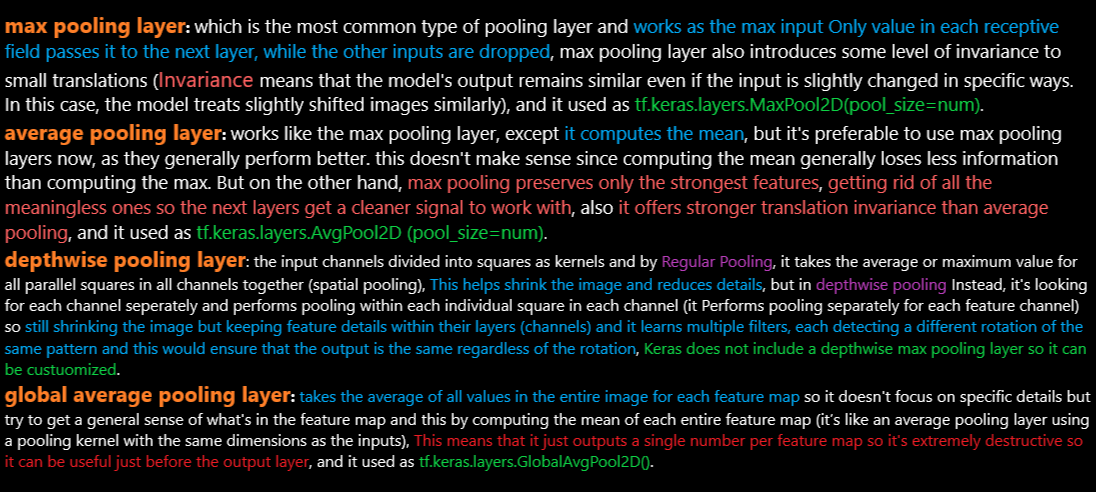 max pooling layer: which is the most common type of pooling layer and works as the max input Only value in each receptive
field passes it to the next layer, while the other inputs are dropped, max pooling layer also introduces some level of invariance to
small translations (Invariance means that the model's output remains similar even if the input is slightly changed in specific ways.
In this case, the model treats slightly shifted images similarly), and it used as tf.keras.layers.MaxPool2D(pool_size=num).
average pooling layer: works like the max pooling layer, except it computes the mean, but it's preferable to use max pooling
layers now, as they generally perform better. this doesn't make sense since computing the mean generally loses less information
than computing the max. But on the other hand, max pooling preserves only the strongest features, getting rid of all the
meaningless ones so the next layers get a cleaner signal to work with, also it offers stronger translation invariance than average
pooling, and it used as tf.keras.layers.AvgPool2D (pool_size=num).
depthwise pooling layer: the input channels divided into squares as kernels and by Regular Pooling, it takes the average or maximum value for
all parallel squares in all channels together (spatial pooling), This helps shrink the image and reduces details, but in depthwise pooling Instead, it's looking
for each channel seperately and performs pooling within each individual square in each channel (it Performs pooling separately for each feature channel)
so still shrinking the image but keeping feature details within their layers (channels) and it learns multiple filters, each detecting a different rotation of the
same pattern and this would ensure that the output is the same regardless of the rotation, Keras does not include a depthwise max pooling layer so it can
be custuomized.
global average pooling layer: takes the average of all values in the entire image for each feature map so it doesn't focus on specific details but
try to get a general sense of what's in the feature map and this by computing the mean of each entire feature map (it's like an average pooling layer using
a pooling kernel with the same dimensions as the inputs), This means that it just outputs a single number per feature map so it's extremely destructive so
it can be useful just before the output layer, and it used as tf.keras.layers.GlobalAvgPool2D().